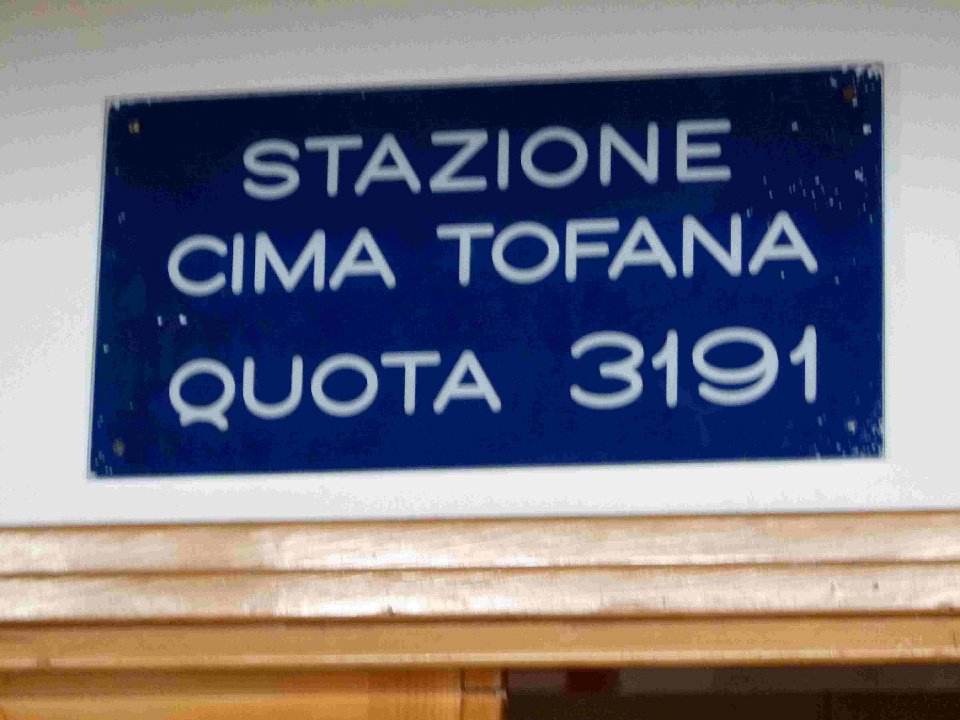 STAZIONE
CIMA TOFANA
QUOTA 3191